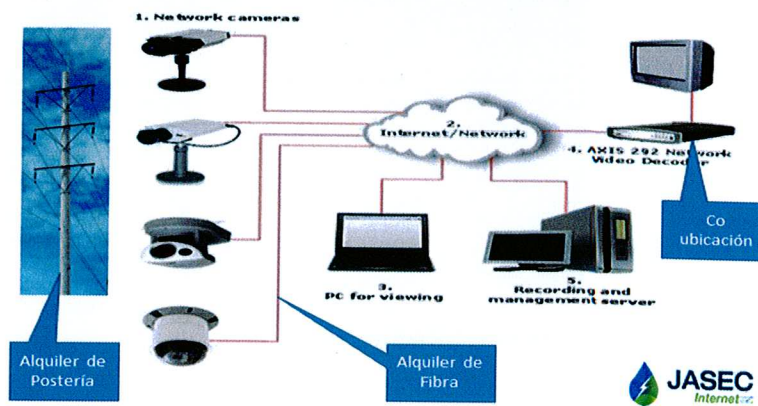 1. Network cameras
2.
Internet/Network
4. AXIS 292 Network
Video Decoder
Co
ubicación
3.
PC for viewing
5.
Recording and
management server
Alquiler de
Postería
Alquiler de
Fibra
JASEC
Internet